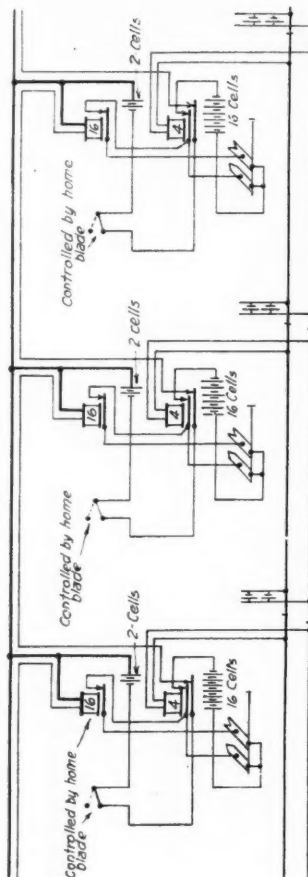 Controlled by home
blade
16
2 Cells
4
16 Cells
Controlled by home
blade
16
2 cells
4
16 Cells
Controlled by home
blade
16
2-Cells
4
16 Cells